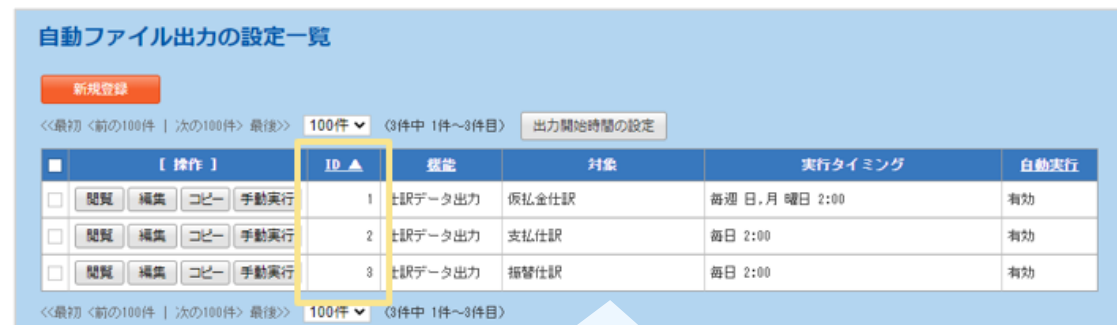 自動ファイル出力の設定一覧
新規登録
<<最初 <前の100件 | 次の100件> 最後>> 100件 (3件中 1件～3件目) 出力開始時間の設定
[ 操作 ] ID ▲ 機能 対象 実行タイミング 自動実行
閲覧 編集 コピー 手動実行 1 仕訳データ出力 仮払金仕訳 毎週 日,月 曜日 2:00 有効
閲覧 編集 コピー 手動実行 2 仕訳データ出力 支払仕訳 毎日 2:00 有効
閲覧 編集 コピー 手動実行 3 仕訳データ出力 振替仕訳 毎日 2:00 有効
<<最初 <前の100件 | 次の100件> 最後>> 100件 (3件中 1件～3件目)